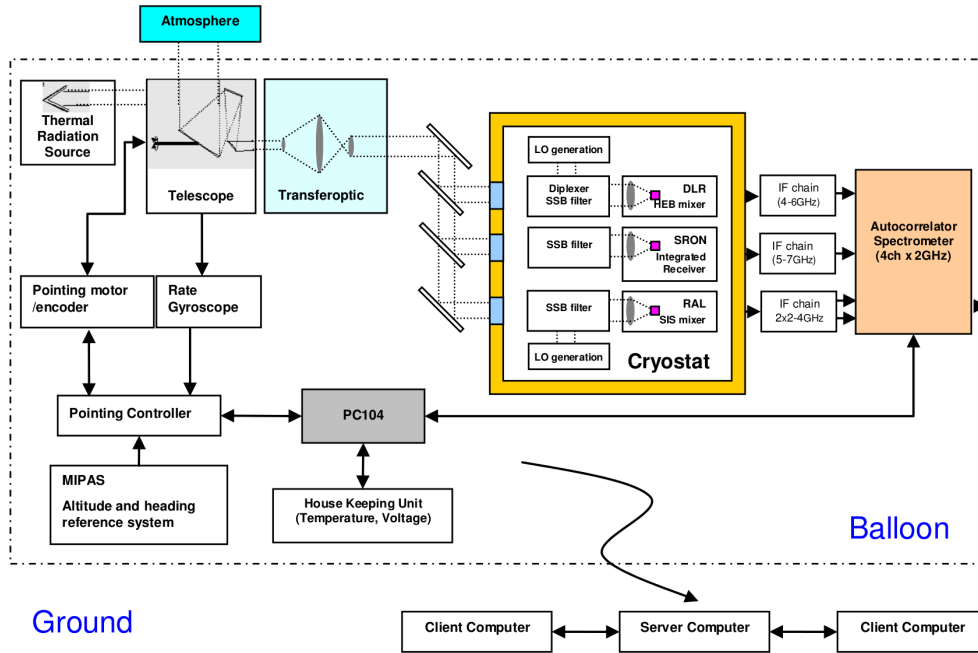 Atmosphere
Thermal
Radiation
Source
Telescope
Transferoptic
LO generation
Diplexer
SSB filter
DLR
HEB mixer
SSB filter
SRON
Integrated
Receiver
SSB filter
RAL
SIS mixer
LO generation
Cryostat
IF chain
(4-6GHz)
IF chain
(5-7GHz)
IF chain
2x2-4GHz
Autocorrelator
Spectrometer
(4ch x 2GHz)
Pointing motor
/encoder
Rate
Gyroscope
Pointing Controller
PC104
MIPAS
Altitude and heading
reference system
House Keeping Unit
(Temperature, Voltage)
Balloon
Ground
Client Computer
Server Computer
Client Computer